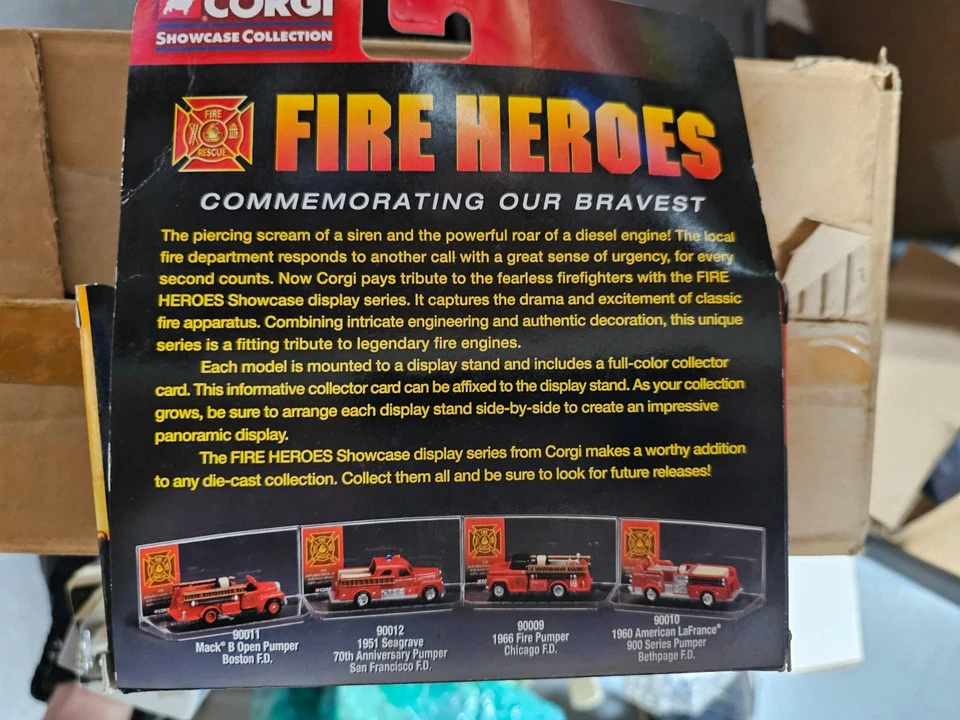 CORGI
SHOWCASE COLLECTION
FIRE
RESCUE
FIRE HEROES
COMMEMORATING OUR BRAVEST
The piercing scream of a siren and the powerful roar of a diesel engine! The local
fire department responds to another call with a great sense of urgency, for every
second counts. Now Corgi pays tribute to the fearless firefighters with the FIRE
HEROES Showcase display series. It captures the drama and excitement of classic
fire apparatus. Combining intricate engineering and authentic decoration, this unique
series is a fitting tribute to legendary fire engines.
Each model is mounted to a display stand and includes a full-color collector
card. This informative collector card can be affixed to the display stand. As your collection
grows, be sure to arrange each display stand side-by-side to create an impressive
panoramic display.
The FIRE HEROES Showcase display series from Corgi makes a worthy addition
to any die-cast collection. Collect them all and be sure to look for future releases!
90011
Mack® B Open Pumper
Boston F.D.
90012
1951 Seagrave
70th Anniversary Pumper
San Francisco F.D.
90009
1966 Fire Pumper
Chicago F.D.
90010
1960 American LaFrance®
900 Series Pumper
Bethpage F.D.